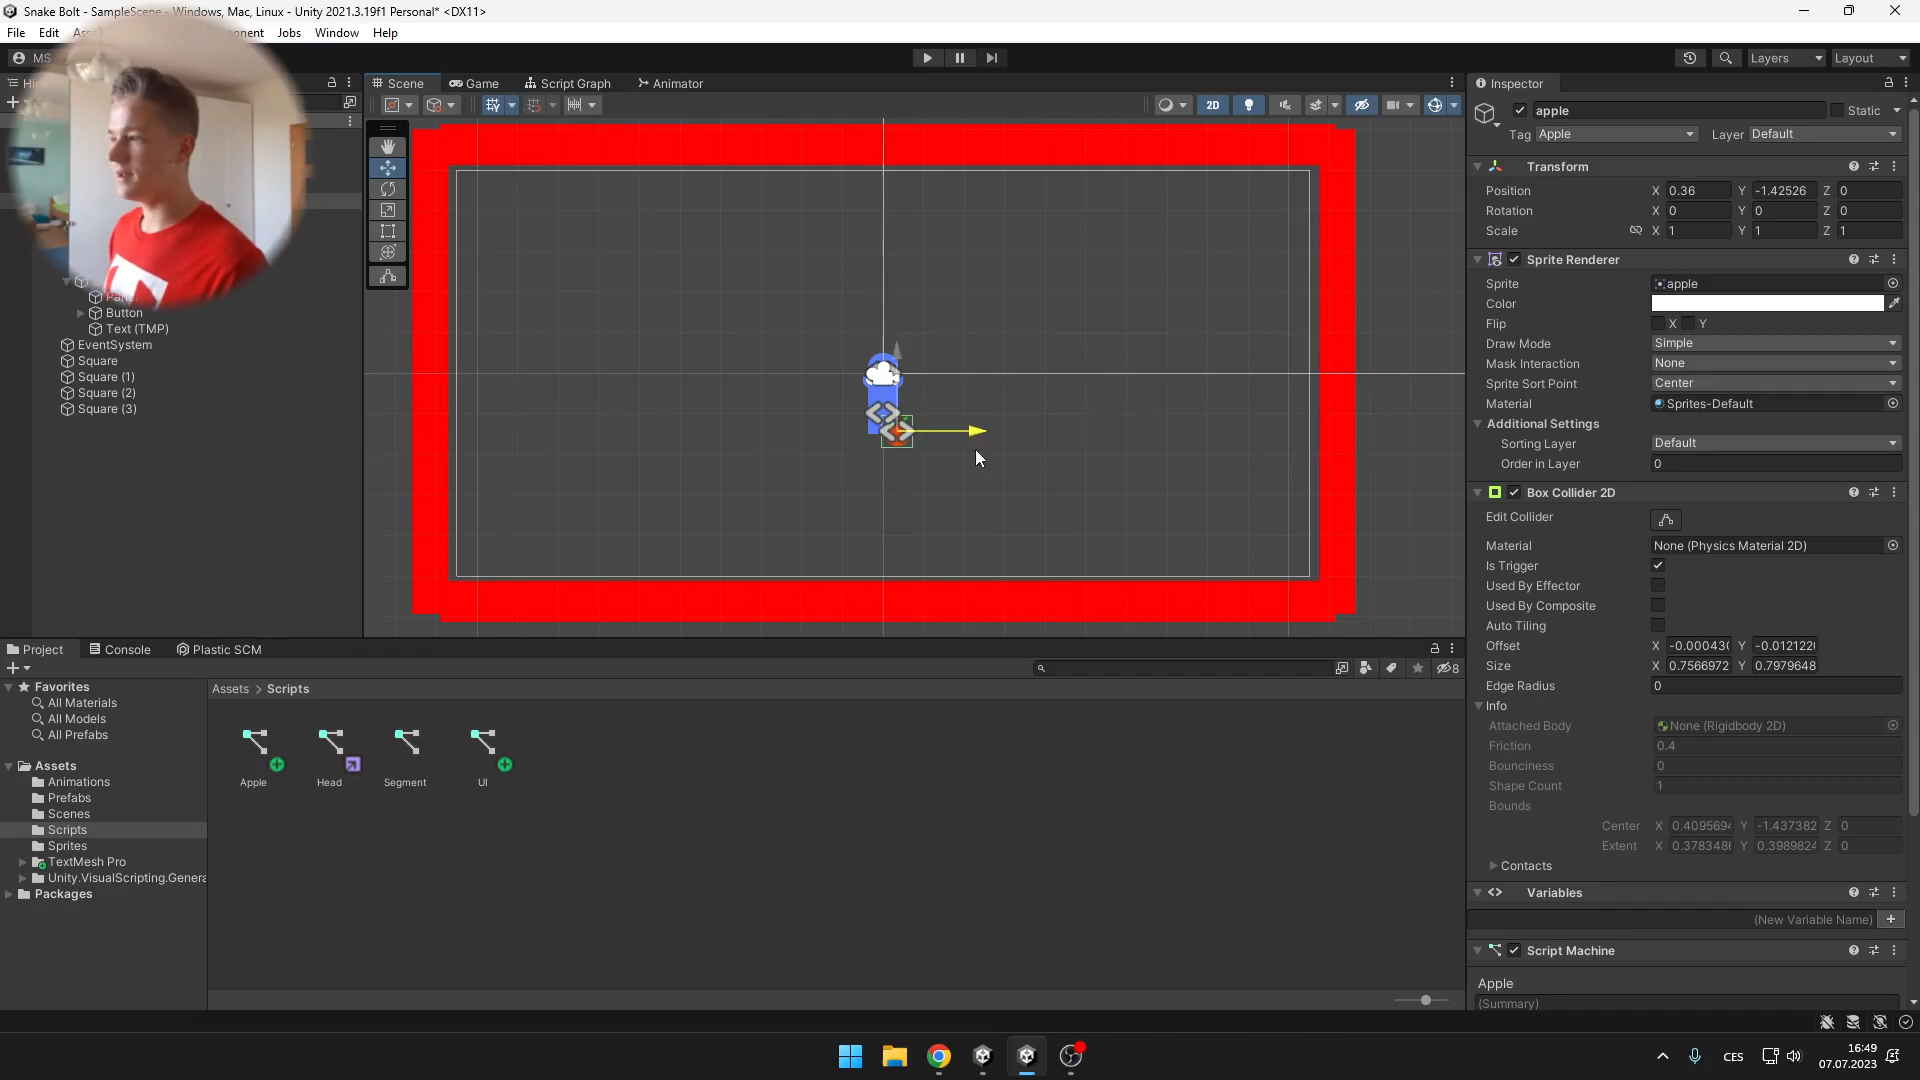 Snake Bolt - SampleScene - Windows, Mac, Linux - Unity 2021.3.19f1 Personal* <DX11>
File Edit Jobs Window Help
MS Layers Layout
Scene Game Script Graph Animator Inspector
2D
apple Static
Tag Apple Layer Default
Transform
Position X 0.36 Y -1.42526 Z 0
Rotation X 0 Y 0 Z 0
Scale X 1 Y 1 Z 1
Sprite Renderer
Sprite apple
Color
Flip X Y
Draw Mode Simple
Mask Interaction None
Sprite Sort Point Center
Material Sprites-Default
Additional Settings
Sorting Layer Default
Order in Layer 0
Box Collider 2D
Edit Collider
Material None (Physics Material 2D)
Is Trigger
Used By Effector
Used By Composite
Auto Tiling
Offset X -0.000430 Y -0.012122
Size X 0.7566972 Y 0.7979648
Edge Radius 0
Info
Attached Body None (Rigidbody 2D)
Friction 0.4
Bounciness 0
Shape Count 1
Bounds
Center X 0.409569 Y -1.437382 Z 0
Extent X 0.378348 Y 0.3989824 Z 0
Contacts
Variables
(New Variable Name)
Script Machine
Apple
(Summary)
Button
Text (TMP)
EventSystem
Square
Square (1)
Square (2)
Square (3)
Project Console Plastic SCM
8
Favorites
All Materials
All Models
All Prefabs
Assets
Animations
Prefabs
Scenes
Scripts
Sprites
TextMesh Pro
Unity.VisualScripting.Genera
Packages
Assets > Scripts
Apple Head Segment UI
CES
16:49
07.07.2023